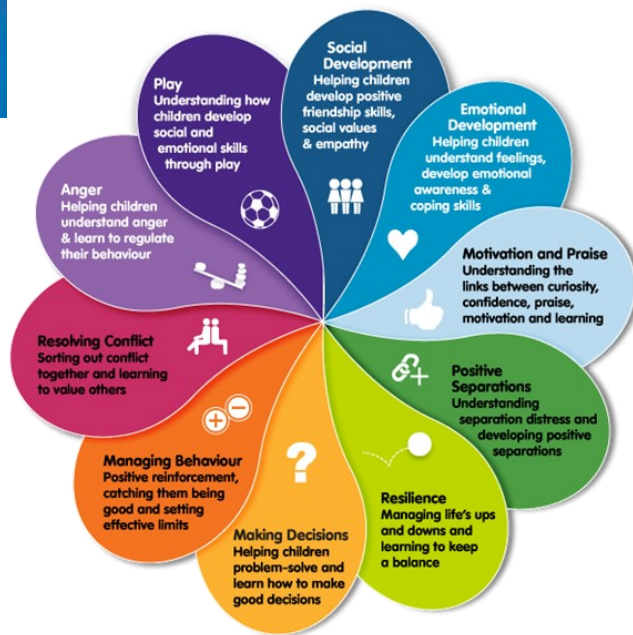 Social
Development
Helping children
develop positive
friendship skills,
social values
& empathy
Emotional
Development
Helping children
understand feelings,
develop emotional
awareness &
coping skills
Motivation and Praise
Understanding the
links between curiosity,
confidence, praise,
motivation and learning
Positive
Separations
Understanding
separation distress and
developing positive
separations
Resilience
Managing life's ups
and downs and
learning to keep
a balance
Making Decisions
Helping children
problem-solve and
learn how to make
good decisions
Managing Behaviour
Positive reinforcement,
catching them being
good and setting
effective limits
Resolving Conflict
Sorting out conflict
together and learning
to value others
Anger
Helping children
understand anger
& learn to regulate
their behaviour
Play
Understanding how
children develop
social and
emotional skills
through play
?